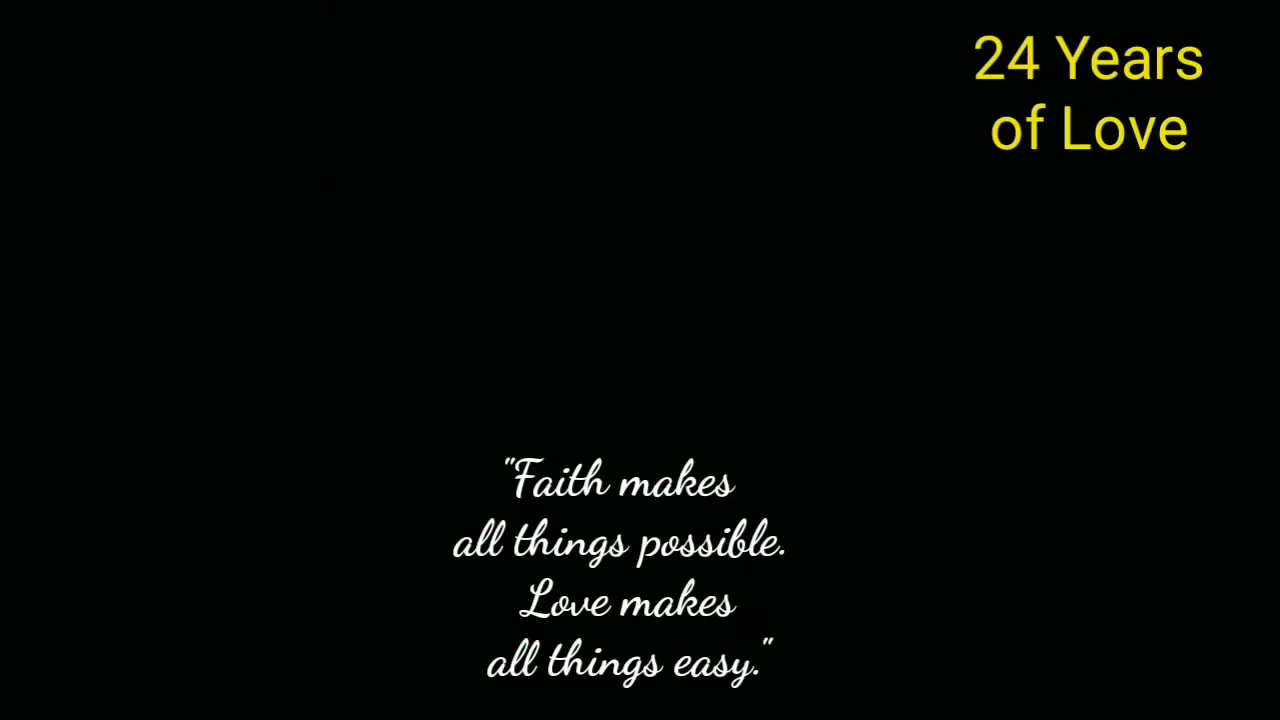 24 Years
of Love
"Faith makes
all things possible.
Love makes
all things easy."